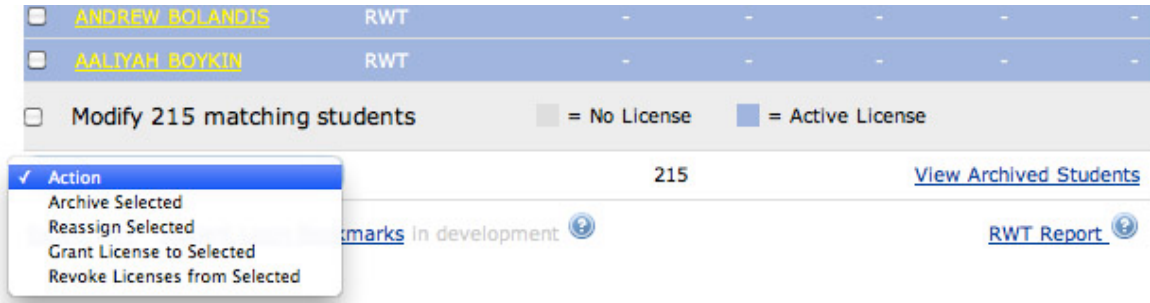 ANDREW BOLANDIS RWT - - - - -
AALIYAH BOYKIN RWT - - - - -
Modify 215 matching students = No License = Active License
✓ Action 215 View Archived Students
Archive Selected
Reassign Selected
Grant License to Selected
Revoke Licenses from Selected
in development ? RWT Report ?